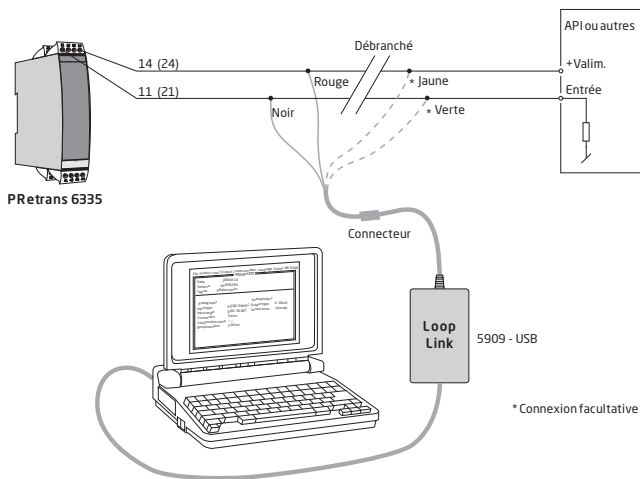 API ou autres
Débranché
14 (24)
+Valim.
Rouge
* Jaune
11 (21)
Entrée
Noir
* Verte
PRetrans 6335
Connecteur
Loop
Link
5909 - USB
* Connexion facultative